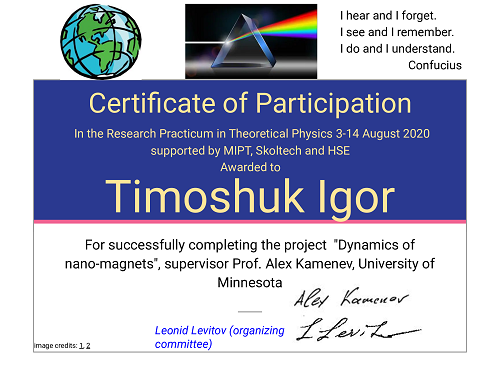 I hear and I forget.
I see and I remember.
I do and I understand.
Confucius
Certificate of Participation
In the Research Practicum in Theoretical Physics 3-14 August 2020
supported by MIPT, Skoltech and HSE
Awarded to
Timoshuk Igor
For successfully completing the project "Dynamics of
nano-magnets", supervisor Prof. Alex Kamenev, University of
Minnesota
Alex Kamenev
Leonid Levitov (organizing
committee)
L Levit
image credits: 1, 2